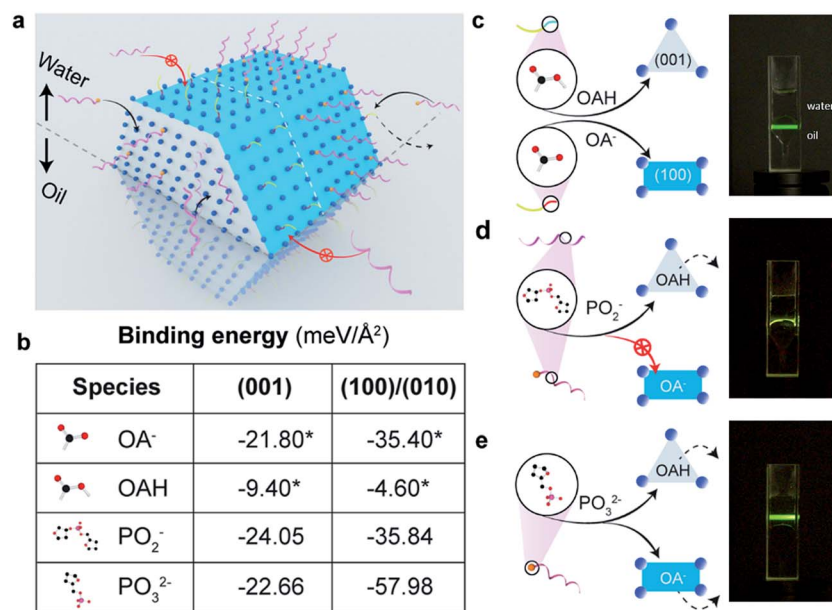 a
Water
Oil
b
Binding energy (meV/Å²)
Species (001) (100)/(010)
OA⁻ -21.80* -35.40*
OAH -9.40* -4.60*
PO₂⁻ -24.05 -35.84
PO₃²⁻ -22.66 -57.98
c
(001)
OAH
OA⁻
(100)
water
oil
d
OAH
PO₂⁻
OA⁻
e
OAH
PO₃²⁻
OA⁻